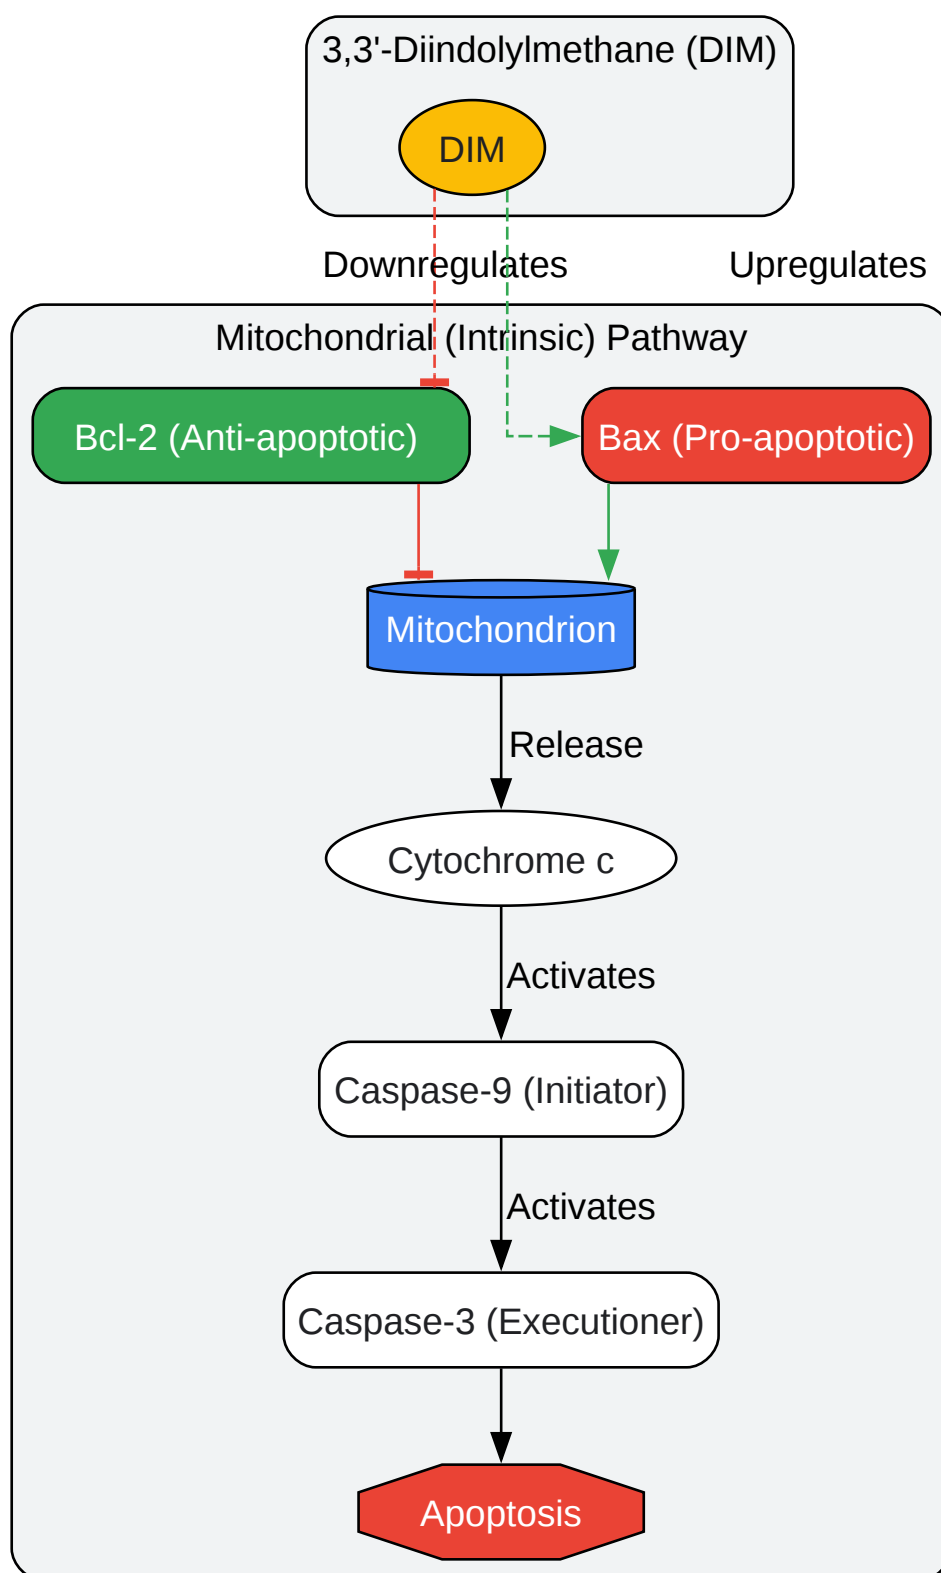 3,3'-Diindolylmethane (DIM)
DIM
Downregulates
Upregulates
Mitochondrial (Intrinsic) Pathway
Bcl-2 (Anti-apoptotic)
Bax (Pro-apoptotic)
Mitochondrion
Release
Cytochrome c
Activates
Caspase-9 (Initiator)
Activates
Caspase-3 (Executioner)
Apoptosis